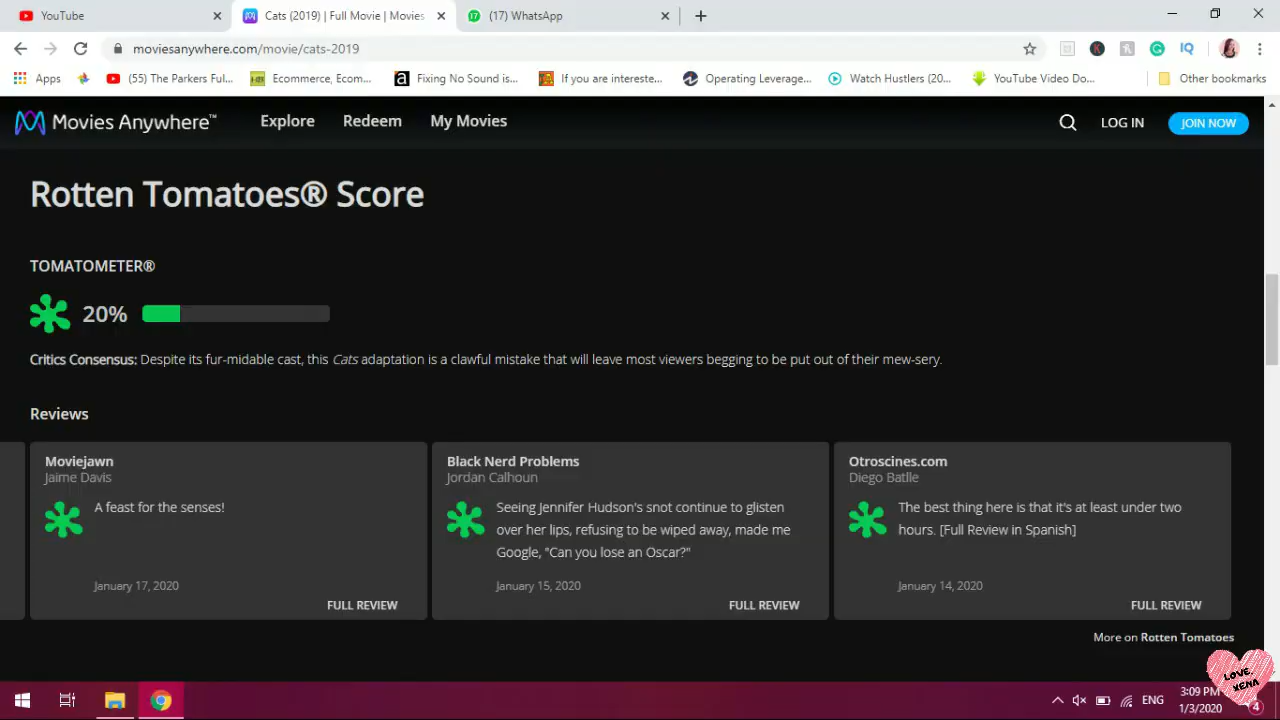 YouTube
Cats (2019) | Full Movie | Movies
(17) WhatsApp
moviesanywhere.com/movie/cats-2019
Apps
(55) The Parkers Ful...
Ecommerce, Ecom...
Fixing No Sound is...
If you are intereste...
Operating Leverage...
Watch Hustlers (20...
YouTube Video Do...
Other bookmarks
Movies Anywhere™
Explore
Redeem
My Movies
LOG IN
JOIN NOW
Rotten Tomatoes® Score
TOMATOMETER®
20%
Critics Consensus: Despite its fur-midable cast, this Cats adaptation is a clawful mistake that will leave most viewers begging to be put out of their mew-sery.
Reviews
Moviejawn
Jaime Davis
A feast for the senses!
January 17, 2020
FULL REVIEW
Black Nerd Problems
Jordan Calhoun
Seeing Jennifer Hudson's snot continue to glisten
over her lips, refusing to be wiped away, made me
Google, "Can you lose an Oscar?"
January 15, 2020
FULL REVIEW
Otroscines.com
Diego Batlle
The best thing here is that it's at least under two
hours. [Full Review in Spanish]
January 14, 2020
FULL REVIEW
More on Rotten Tomatoes
LOVE,
XENA
ENG
3:09 PM
1/3/2020
4